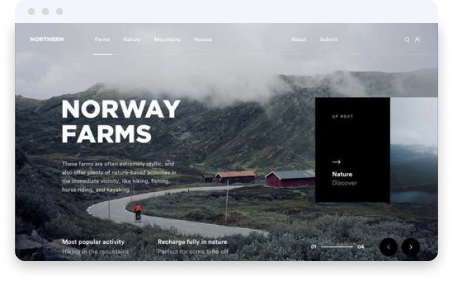 NORTHERN Farms Nature Mountains Houses About Submit
NORWAY
FARMS
These farms are often extremely idyllic, and
also offer plenty of nature-based activities in
the immediate vicinity, like hiking, fishing,
horse riding, and kayaking.
UP NEXT
Nature
Discover
Most popular activity
Hiking in the mountains
Recharge fully in nature
Perfect for some time off
01 04